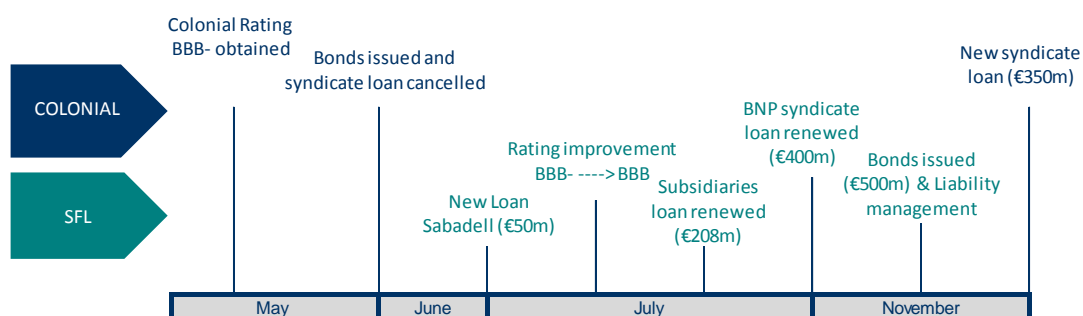 Colonial Rating
BBB- obtained
Bonds issued and
syndicate loan cancelled
New syndicate
loan (€350m)
COLONIAL
BNP syndicate
loan renewed
(€400m)
Rating improvement
BBB- ----> BBB
Bonds issued
(€500m) & Liability
management
Subsidiaries
loan renewed
(€208m)
New Loan
Sabadell (€50m)
SFL
May
June
July
November